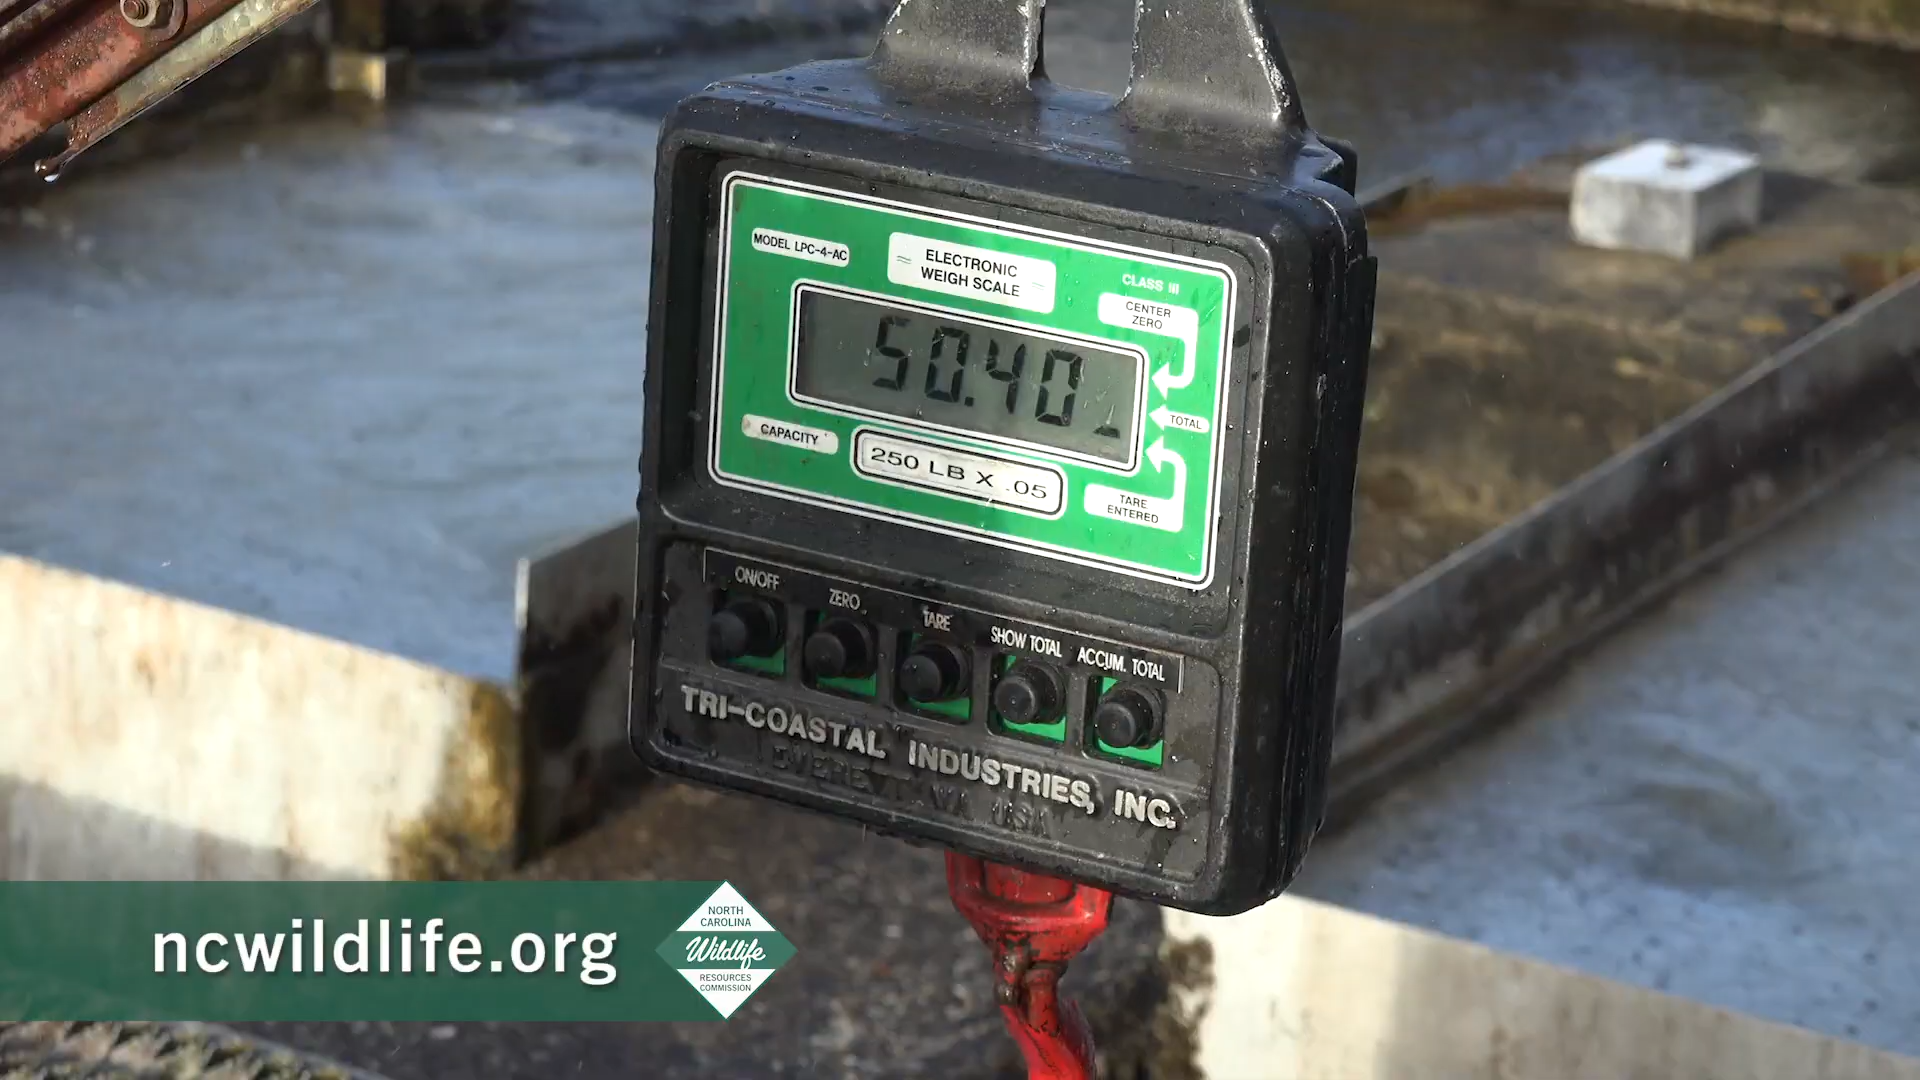 MODEL LPC-4-AC
ELECTRONIC
WEIGH SCALE
CLASS III
CENTER
ZERO
50.40
TOTAL
CAPACITY
250 LB X .05
TARE
ENTERED
ON/OFF
ZERO
TARE
SHOW TOTAL
ACCUM. TOTAL
TRI-COASTAL INDUSTRIES, INC.
USA
ncwildlife.org
NORTH
CAROLINA
Wildlife
RESOURCES
COMMISSION